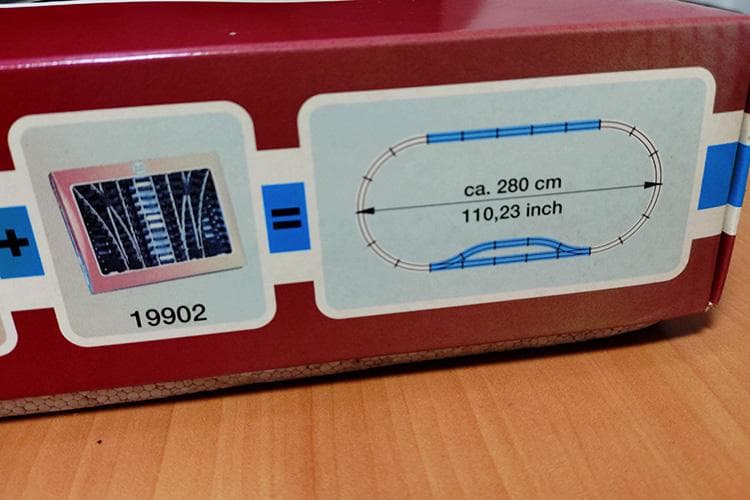 +
19902
=
ca. 280 cm
110,23 inch